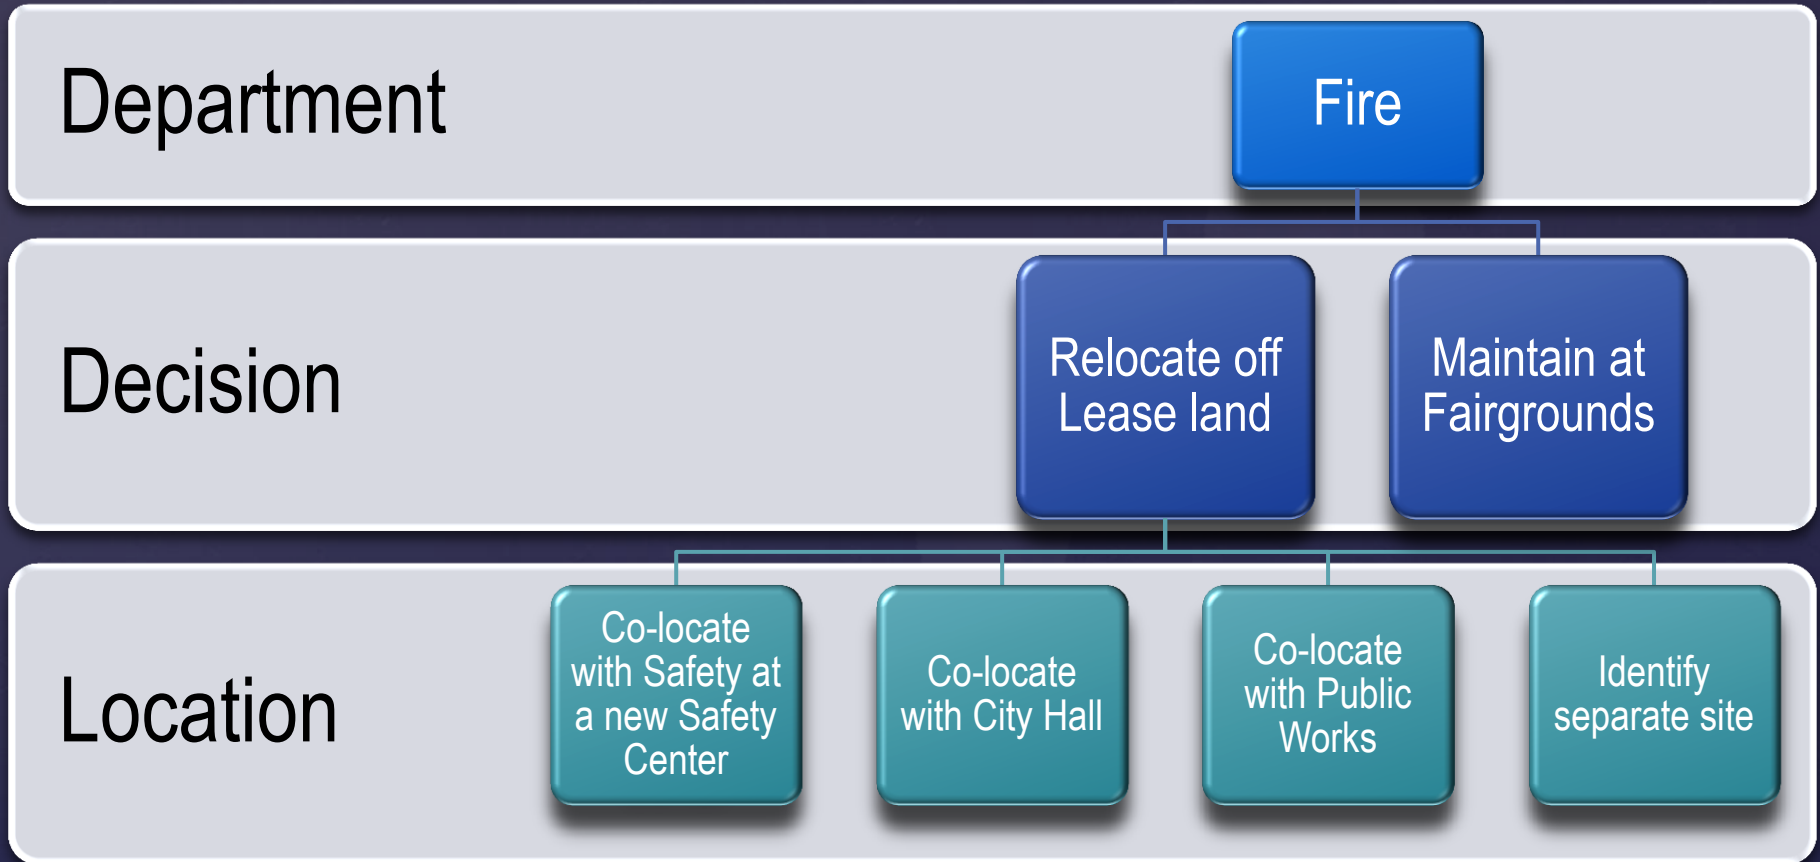 Department
Fire
Decision
Relocate off
Lease land
Maintain at
Fairgrounds
Location
Co-locate
with Safety at
a new Safety
Center
Co-locate
with City Hall
Co-locate
with Public
Works
Identify
separate site